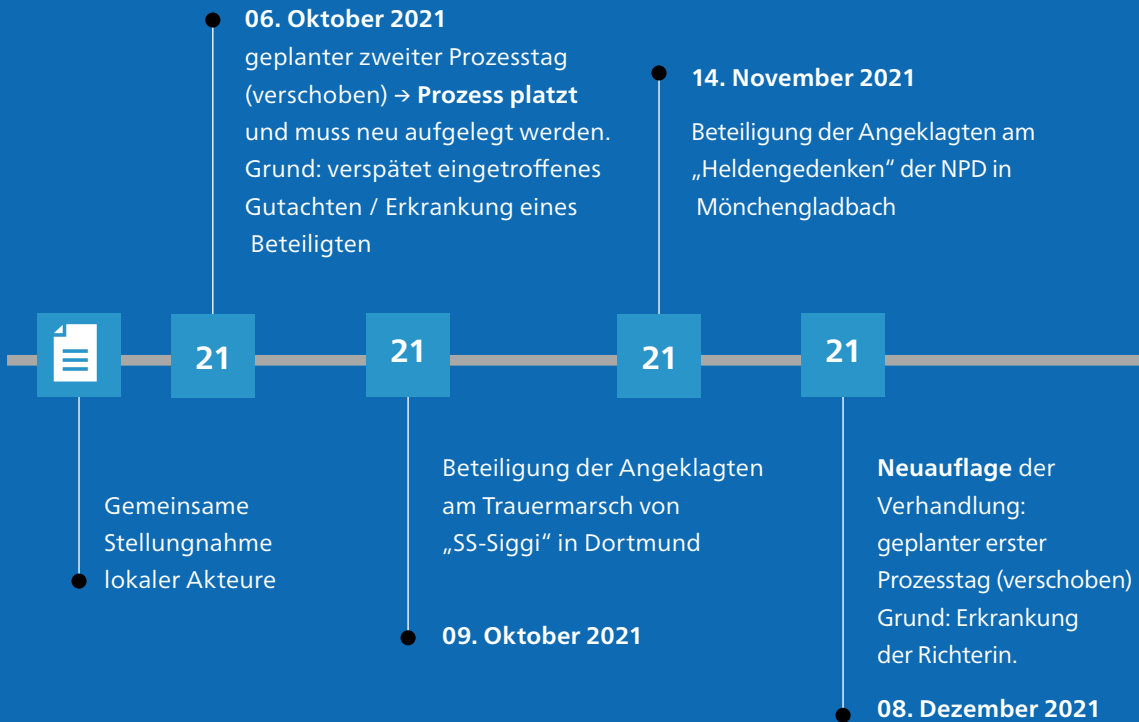 06. Oktober 2021
geplanter zweiter Prozesstag
(verschoben) → Prozess platzt
und muss neu aufgelegt werden.
Grund: verspätet eingetroffenes
Gutachten / Erkrankung eines
Beteiligten
14. November 2021
Beteiligung der Angeklagten am
„Heldengedenken“ der NPD in
Mönchengladbach
21
21
21
21
Gemeinsame
Stellungnahme
lokaler Akteure
Beteiligung der Angeklagten
am Trauermarsch von
„SS-Siggi“ in Dortmund
09. Oktober 2021
Neuauflage der
Verhandlung:
geplanter erster
Prozesstag (verschoben)
Grund: Erkrankung
der Richterin.
08. Dezember 2021